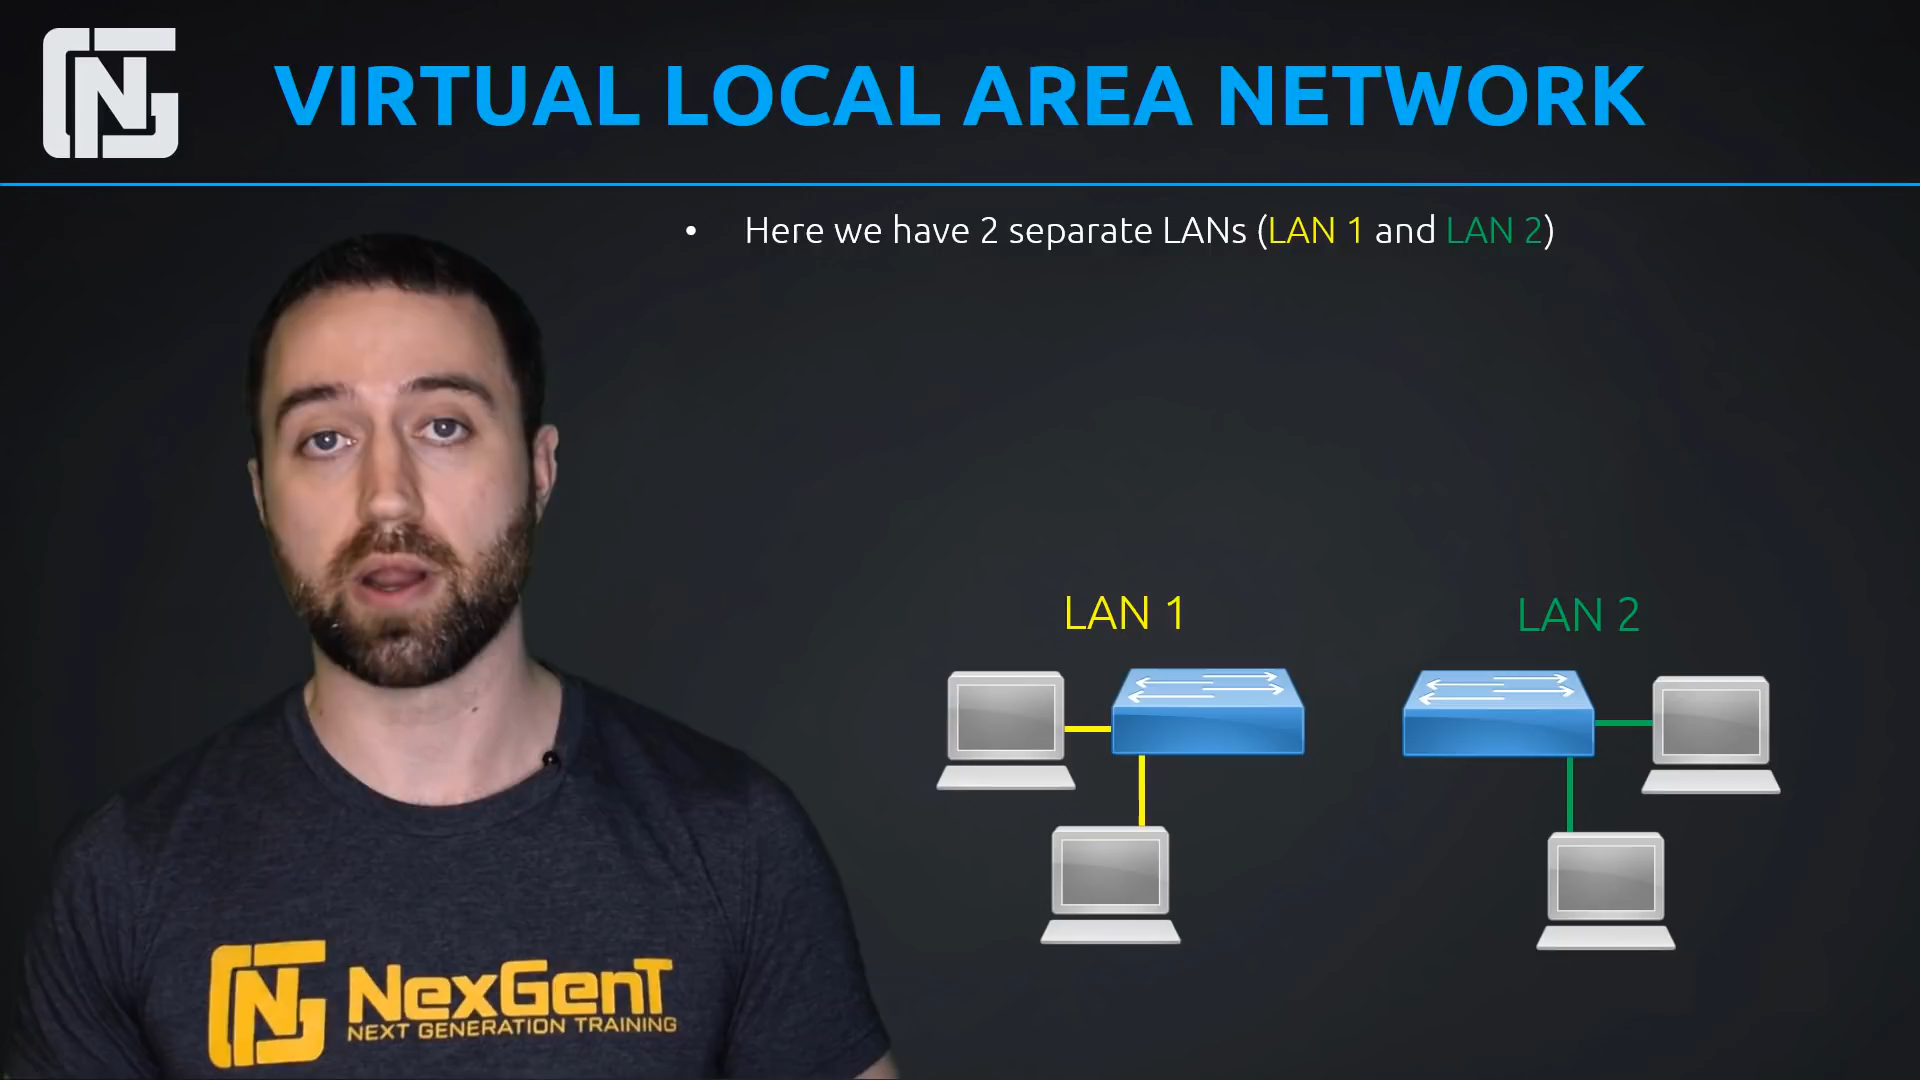 VIRTUAL LOCAL AREA NETWORK
• Here we have 2 separate LANs (LAN 1 and LAN 2)
LAN 1
LAN 2
NG NexGenT
NEXT GENERATION TRAINING